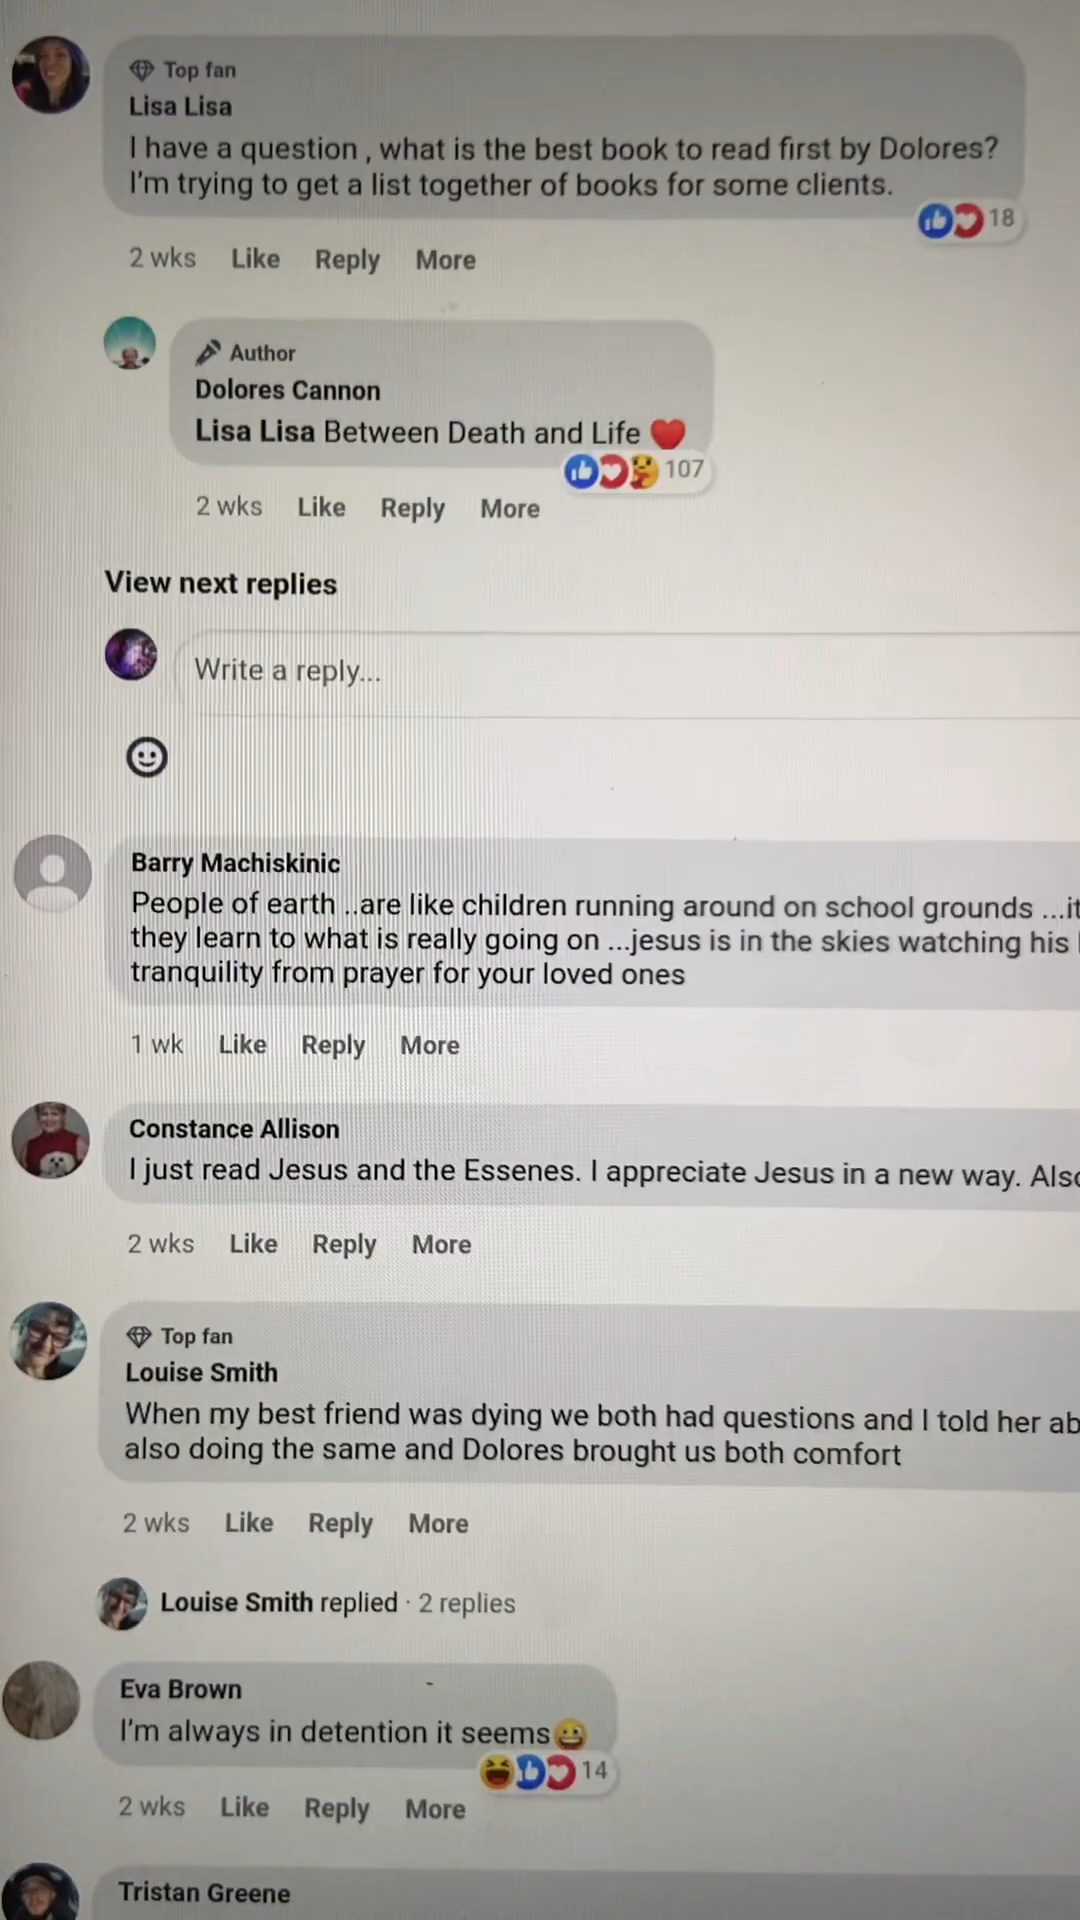 Top fan
Lisa Lisa
I have a question , what is the best book to read first by Dolores?
I'm trying to get a list together of books for some clients.
18
2 wks Like Reply More
Author
Dolores Cannon
Lisa Lisa Between Death and Life ❤️
107
2 wks Like Reply More
View next replies
Write a reply...
Barry Machiskinic
People of earth ..are like children running around on school grounds ...it
they learn to what is really going on ...jesus is in the skies watching his
tranquility from prayer for your loved ones
1 wk Like Reply More
Constance Allison
I just read Jesus and the Essenes. I appreciate Jesus in a new way. Also
2 wks Like Reply More
Top fan
Louise Smith
When my best friend was dying we both had questions and I told her ab
also doing the same and Dolores brought us both comfort
2 wks Like Reply More
Louise Smith replied · 2 replies
Eva Brown
I'm always in detention it seems😀
14
2 wks Like Reply More
Tristan Greene